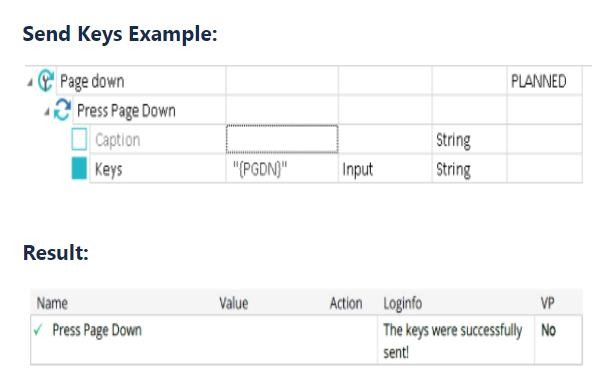 Send Keys Example:
Page down PLANNED
Press Page Down
Caption String
Keys "{PGDN}" Input String
Result:
Name Value Action Loginfo VP
Press Page Down The keys were successfully No
sent!